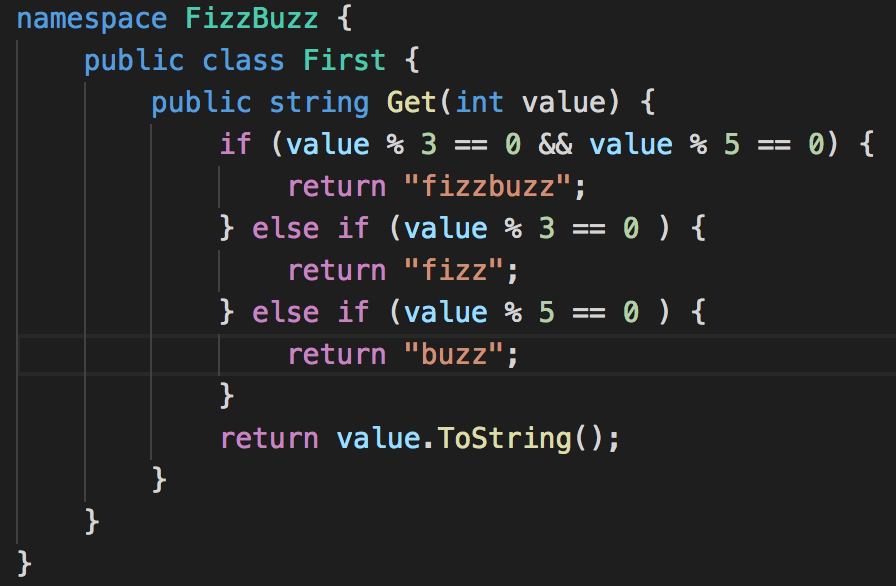 namespace FizzBuzz {
    public class First {
        public string Get(int value) {
            if (value % 3 == 0 && value % 5 == 0) {
                return "fizzbuzz";
            } else if (value % 3 == 0 ) {
                return "fizz";
            } else if (value % 5 == 0 ) {
                return "buzz";
            }
            return value.ToString();
        }
    }
}